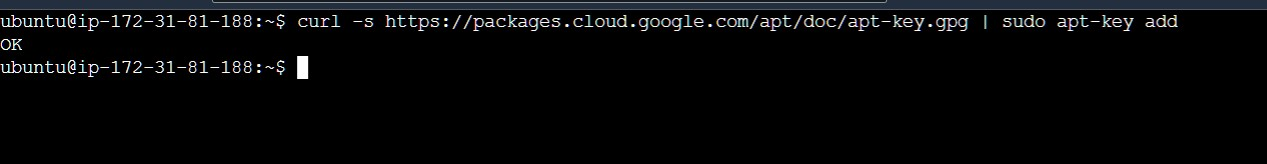 ubuntu@ip-172-31-81-188:~$ curl -s https://packages.cloud.google.com/apt/doc/apt-key.gpg | sudo apt-key add
OK
ubuntu@ip-172-31-81-188:~$